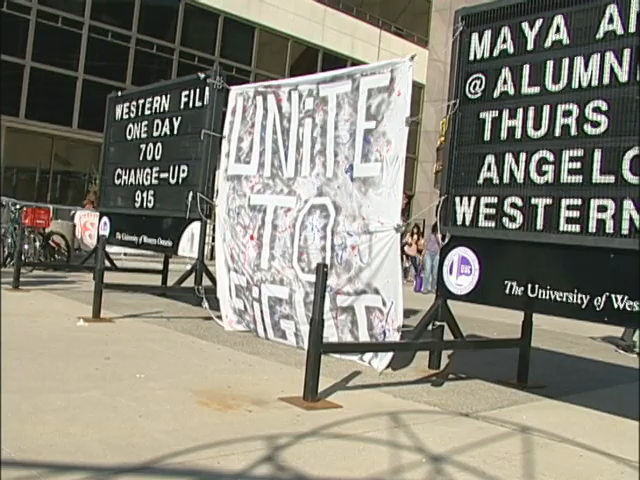 WESTERN FILM
ONE DAY
700
CHANGE-UP
915
The University of Western Ontario
UNiTE
TO
FiGHT
MAYA A
@ALUMN
THURS
ANGELO
WESTERN
The University of Wes